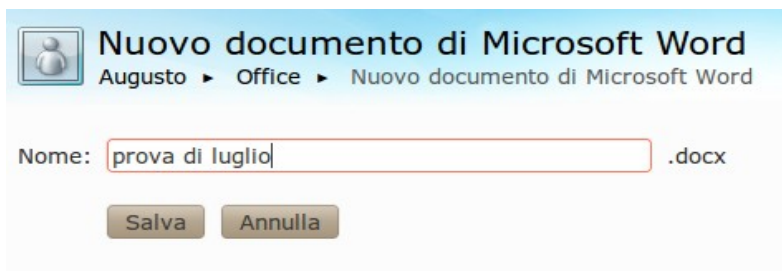 Nuovo documento di Microsoft Word
Augusto ▸ Office ▸ Nuovo documento di Microsoft Word
Nome: prova di luglio .docx
Salva Annulla